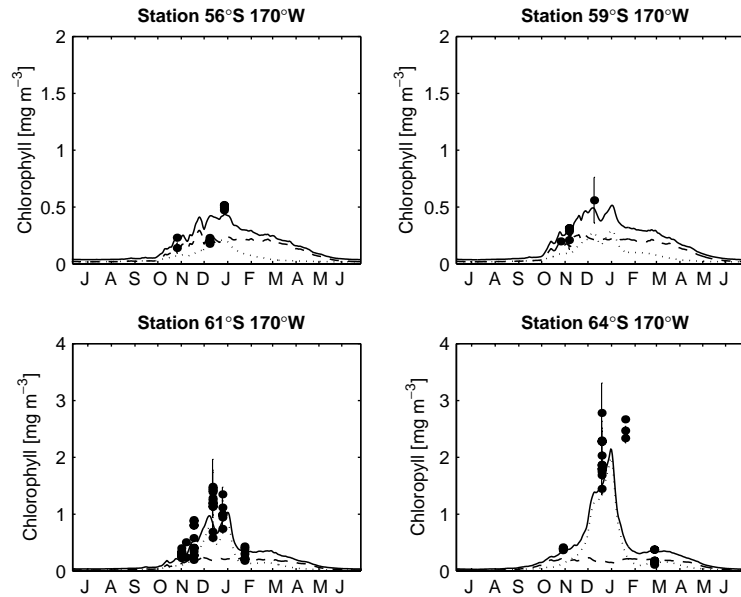 Station 56°S 170°W
Chlorophyll [mg m⁻³]
2
1.5
1
0.5
0
J A S O N D J F M A M J
Station 59°S 170°W
Chlorophyll [mg m⁻³]
2
1.5
1
0.5
0
J A S O N D J F M A M J
Station 61°S 170°W
Chlorophyll [mg m⁻³]
4
3
2
1
0
J A S O N D J F M A M J
Station 64°S 170°W
Chloropyll [mg m⁻³]
4
3
2
1
0
J A S O N D J F M A M J